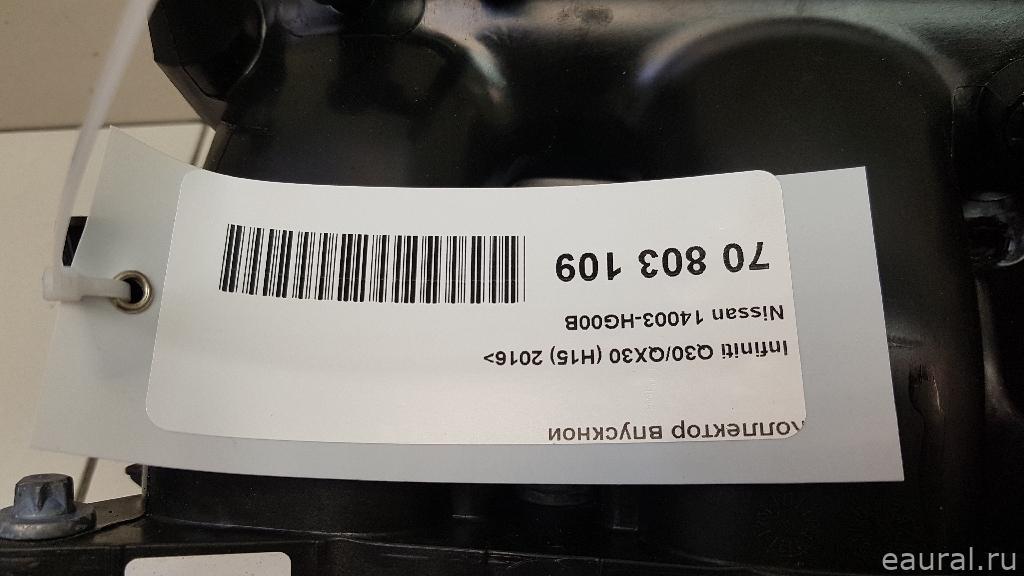 Коллектор впускной
Infiniti Q30/QX30 (H15) 2016>
Nissan 14003-HG00B
70 803 109
eaural.ru